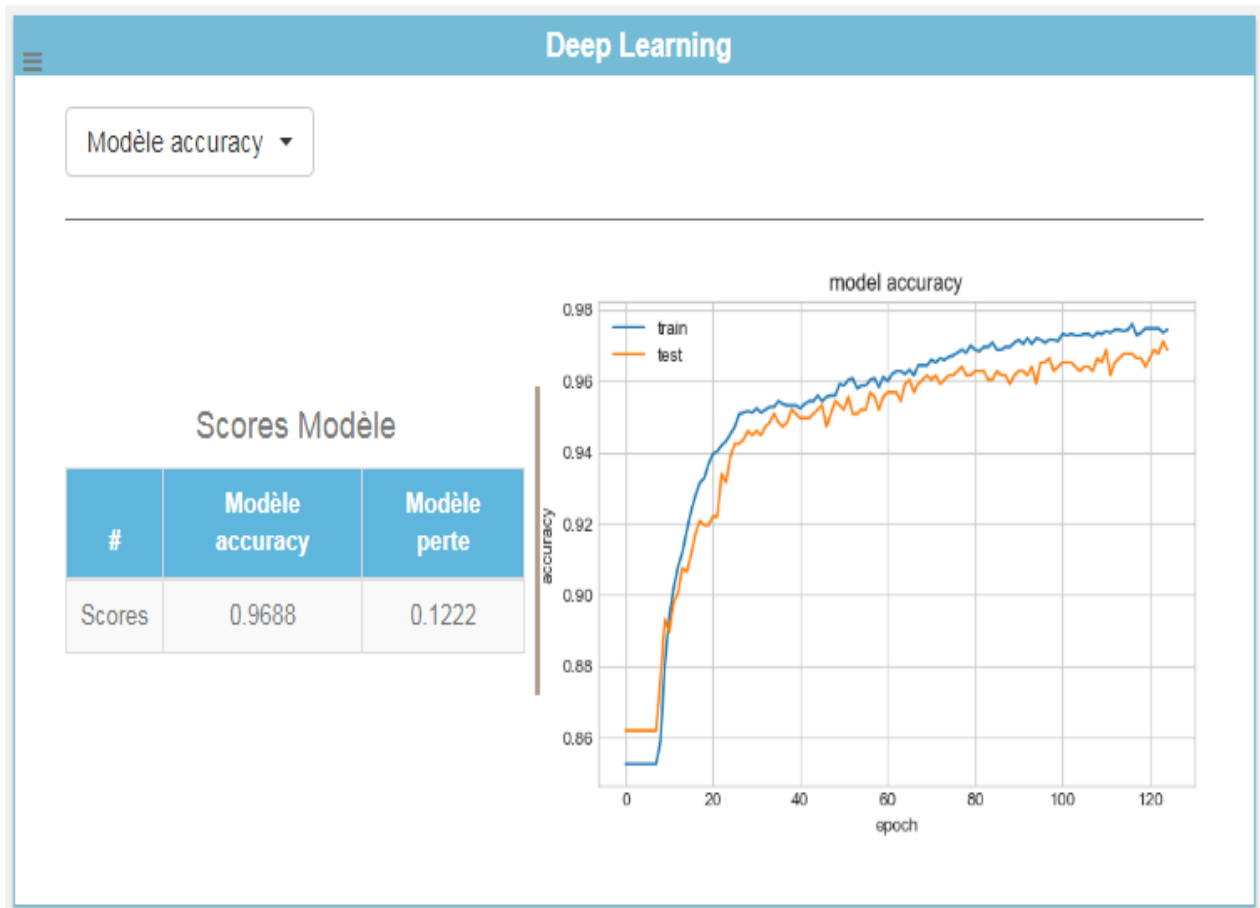 Deep Learning
Modèle accuracy
Scores Modèle
#
Modèle
accuracy
Modèle
perte
Scores
0.9688
0.1222
model accuracy
train
test
0.98
0.96
0.94
0.92
0.90
0.88
0.86
accuracy
0
20
40
60
80
100
120
epoch